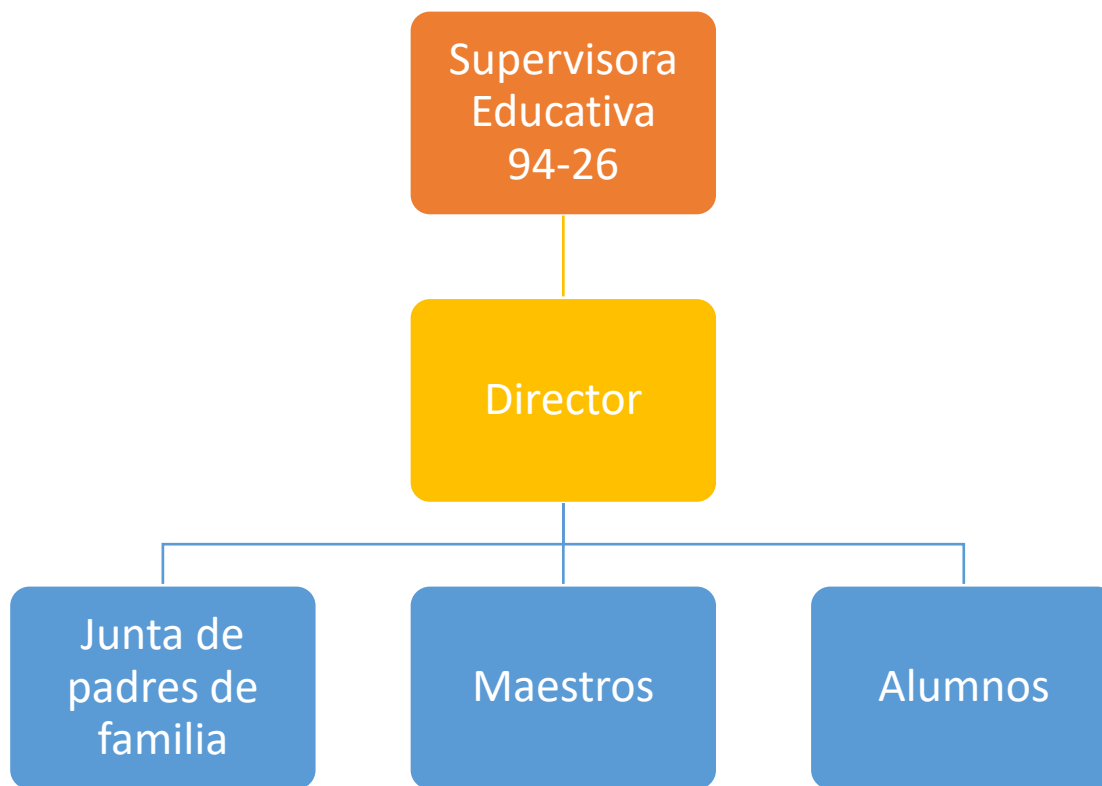 Supervisora
Educativa
94-26
Director
Junta de
padres de
familia
Maestros
Alumnos